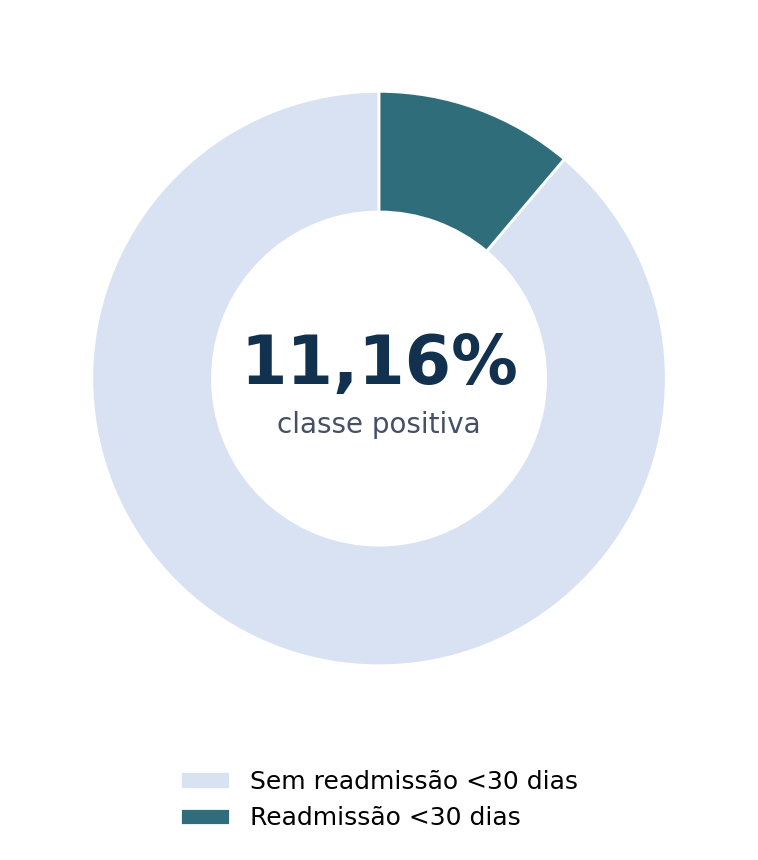 11,16%
classe positiva
Sem readmissão <30 dias
Readmissão <30 dias